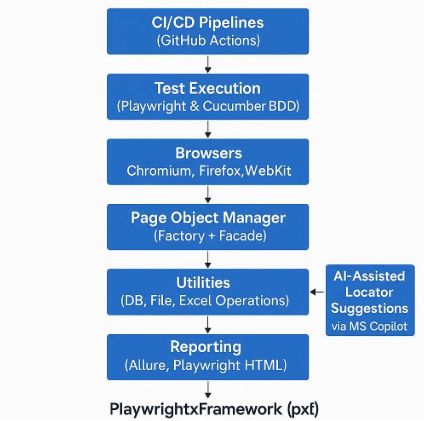 CI/CD Pipelines
(GitHub Actions)
Test Execution
(Playwright & Cucumber BDD)
Browsers
Chromium, Firefox,WebKit
Page Object Manager
(Factory + Facade)
Utilities
(DB, File, Excel Operations)
AI-Assisted
Locator
Suggestions
via MS Copilot
Reporting
(Allure, Playwright HTML)
PlaywrightxFramework